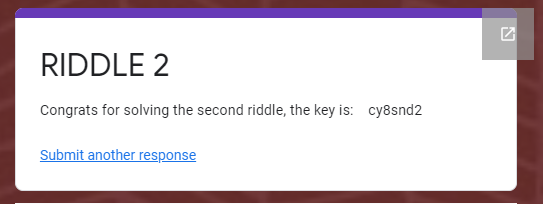 RIDDLE 2
Congrats for solving the second riddle, the key is: cy8snd2
Submit another response